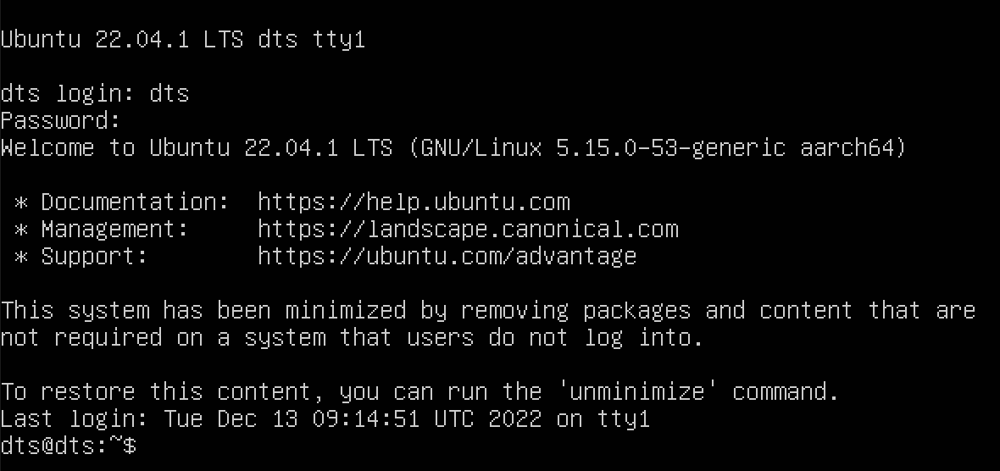 Ubuntu 22.04.1 LTS dts tty1
dts login: dts
Password:
Welcome to Ubuntu 22.04.1 LTS (GNU/Linux 5.15.0-53-generic aarch64)
* Documentation:  https://help.ubuntu.com
* Management:     https://landscape.canonical.com
* Support:        https://ubuntu.com/advantage
This system has been minimized by removing packages and content that are
not required on a system that users do not log into.
To restore this content, you can run the 'unminimize' command.
Last login: Tue Dec 13 09:14:51 UTC 2022 on tty1
dts@dts:~$